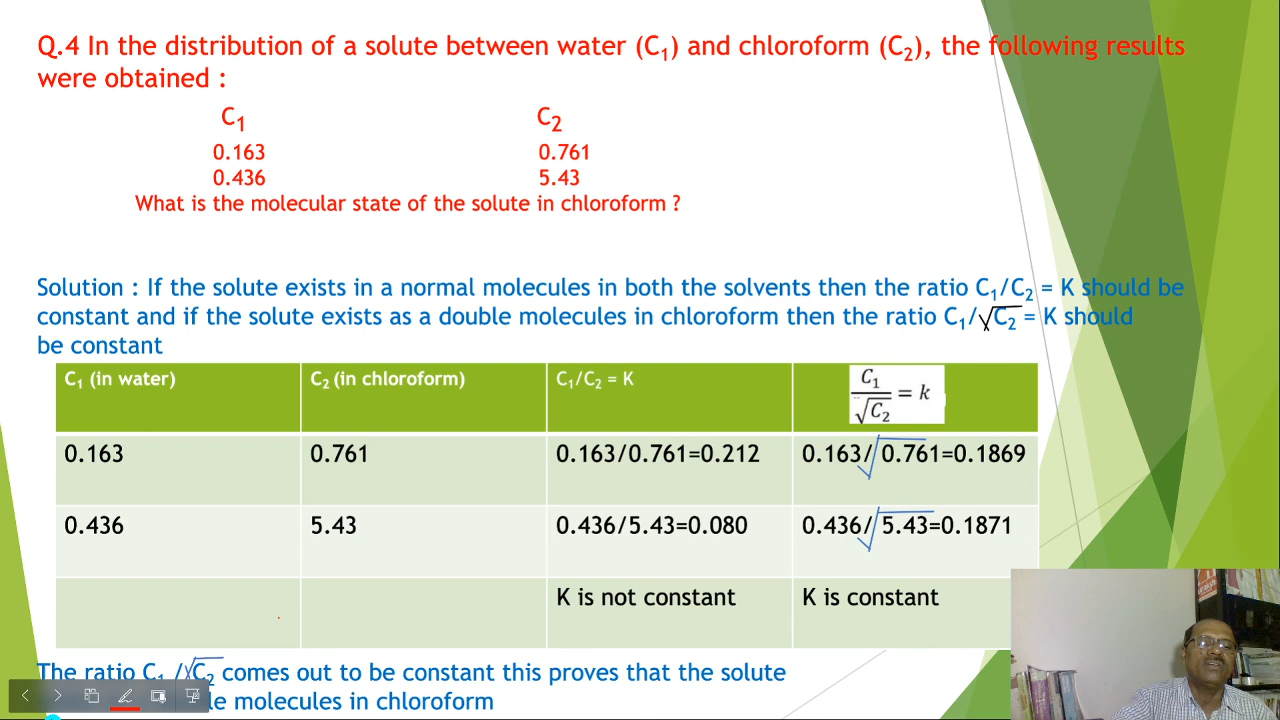 Q.4 In the distribution of a solute between water (C₁) and chloroform (C₂), the following results
were obtained :
C₁ C₂
0.163 0.761
0.436 5.43
What is the molecular state of the solute in chloroform ?
Solution : If the solute exists in a normal molecules in both the solvents then the ratio C₁/C₂ = K should be
constant and if the solute exists as a double molecules in chloroform then the ratio C₁/√C₂ = K should
be constant
C₁ (in water) C₂ (in chloroform) C₁/C₂ = K C₁/√C₂ = k
0.163 0.761 0.163/0.761=0.212 0.163/√0.761=0.1869
0.436 5.43 0.436/5.43=0.080 0.436/√5.43=0.1871
K is not constant K is constant
The ratio C₁ /√C₂ comes out to be constant this proves that the solute
molecules in chloroform